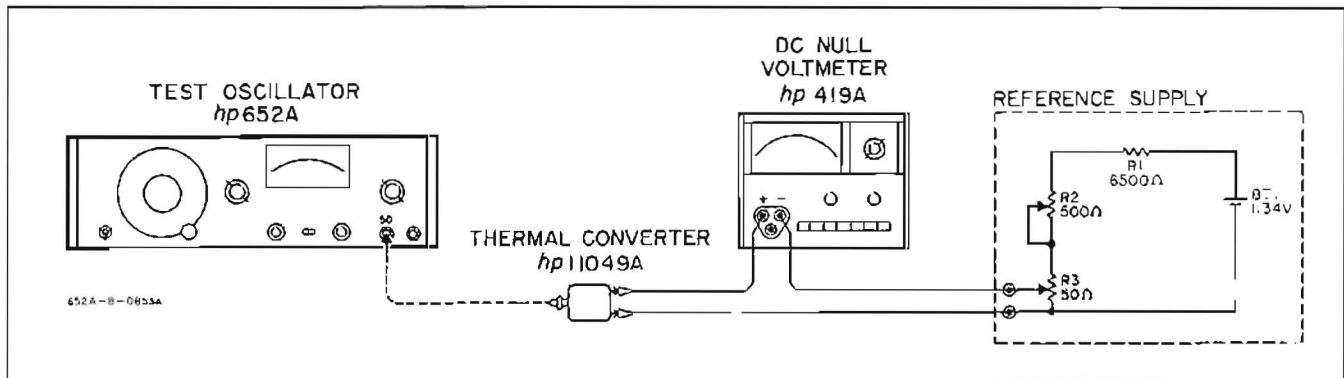 TEST OSCILLATOR
hp 652A
50
652A-B-0853A
THERMAL CONVERTER
hp 11049A
DC NULL
VOLTMETER
hp 419A
+ -
REFERENCE SUPPLY
R1
6500Ω
R2
500Ω
R3
50Ω
1.34V